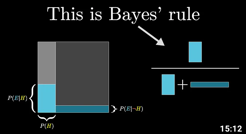 This is Bayes' rule
P(E|H)
P(E|¬H)
P(H)
+
15:12